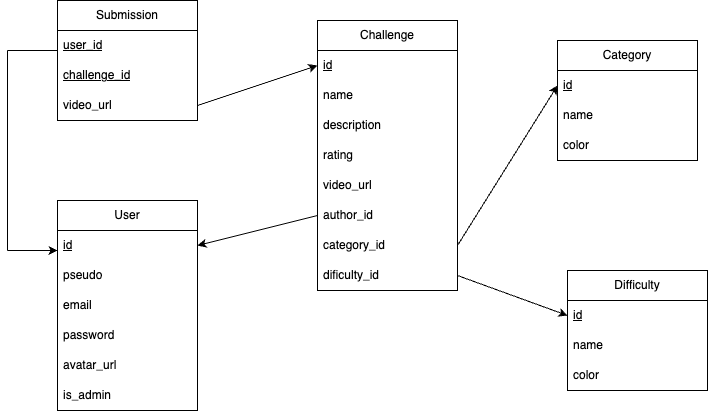 Submission
user_id
challenge_id
video_url
Challenge
id
name
description
rating
video_url
author_id
category_id
dificulty_id
Category
id
name
color
User
id
pseudo
email
password
avatar_url
is_admin
Difficulty
id
name
color